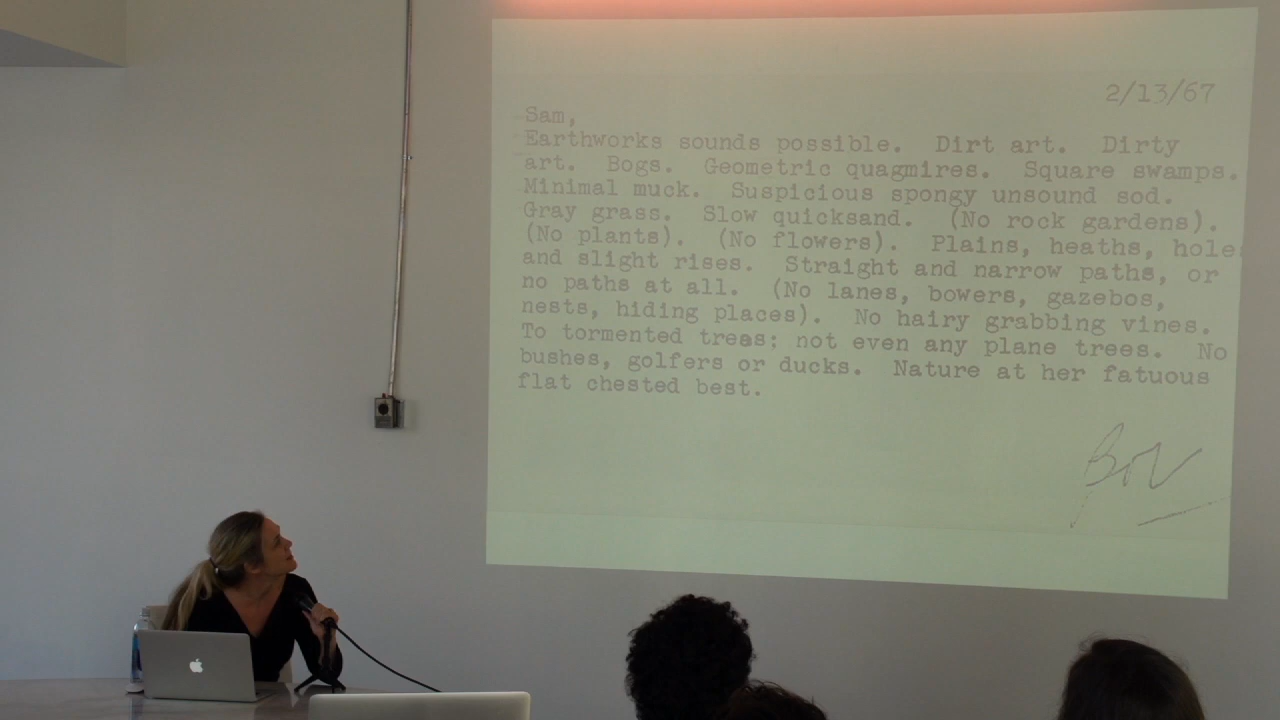 2/13/67
Sam,
Earthworks sounds possible. Dirt art. Dirty
art. Bogs. Geometric quagmires. Square swamps.
Minimal muck. Suspicious spongy unsound sod.
Gray grass. Slow quicksand. (No rock gardens).
(No plants). (No flowers). Plains, heaths, hole
and slight rises. Straight and narrow paths, or
no paths at all. (No lanes, bowers, gazebos,
nests, hiding places). No hairy grabbing vines.
To tormented treas; not even any plane trees. No
bushes, golfers or ducks. Nature at her fatuous
flat chested best.
Bob